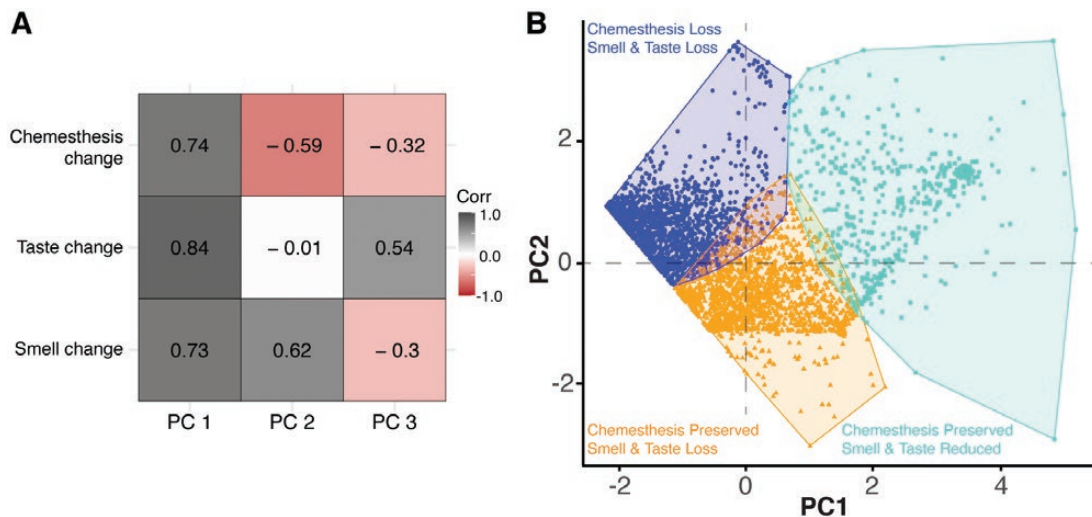 A
Chemesthesis
change
0.74
– 0.59
– 0.32
Taste change
0.84
– 0.01
0.54
Smell change
0.73
0.62
– 0.3
PC 1
PC 2
PC 3
Corr
1.0
0.0
-1.0
B
Chemesthesis Loss
Smell & Taste Loss
PC2
2
0
-2
Chemesthesis Preserved
Smell & Taste Loss
Chemesthesis Preserved
Smell & Taste Reduced
-2
0
2
4
PC1